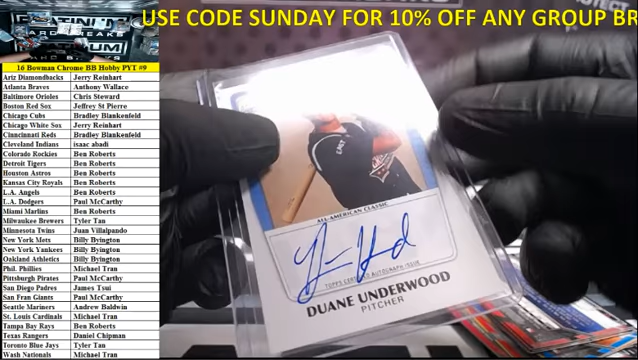 USE CODE SUNDAY FOR 10% OFF ANY GROUP BR
PLATINUM
16 Bowman Chrome BB Hobby PYT #9
Ariz Diamondbacks Jerry Reinhart
Atlanta Braves Anthony Wallace
Baltimore Orioles Chris Steward
Boston Red Sox Jeffrey St Pierre
Chicago Cubs Bradley Blankenfeld
Chicago White Sox Jerry Reinhart
Cinncinnati Reds Bradley Blankenfeld
Cleveland Indians isaac abadi
Colorado Rockies Ben Roberts
Detroit Tigers Ben Roberts
Houston Astros Ben Roberts
Kansas City Royals Ben Roberts
L.A. Angels Ben Roberts
L.A. Dodgers Paul McCarthy
Miami Marlins Ben Roberts
Milwaukee Brewers Tyler Tan
Minnesota Twins Juan Villalpando
New York Mets Billy Byington
New York Yankees Billy Byington
Oakland Athletics Billy Byington
Phil. Phillies Michael Tran
Pittsburgh Pirates Paul McCarthy
San Diego Padres James Tsui
San Fran Giants Paul McCarthy
Seattle Mariners Andrew Baldwin
St. Louis Cardinals Michael Tran
Tampa Bay Rays Ben Roberts
Texas Rangers Daniel Chipman
Toronto Blue Jays Tyler Tan
Wash Nationals Michael Tran
ALL-AMERICAN CLASSIC
TOPPS CERTIFIED AUTOGRAPH ISSUE
DUANE UNDERWOOD
PITCHER